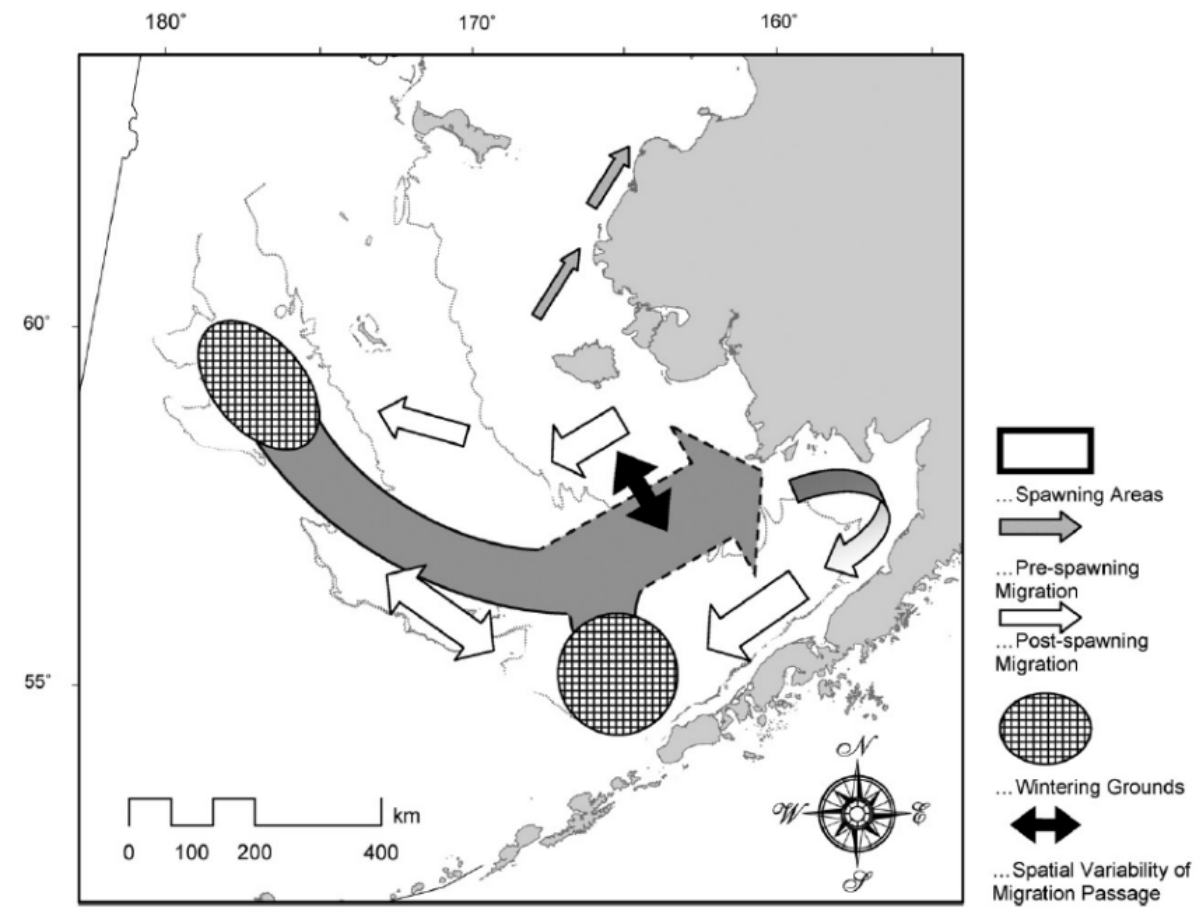 180°
170°
160°
60°
55°
...Spawning Areas
...Pre-spawning
Migration
...Post-spawning
Migration
...Wintering Grounds
...Spatial Variability of
Migration Passage
N
W
E
S
km
0 100 200 400